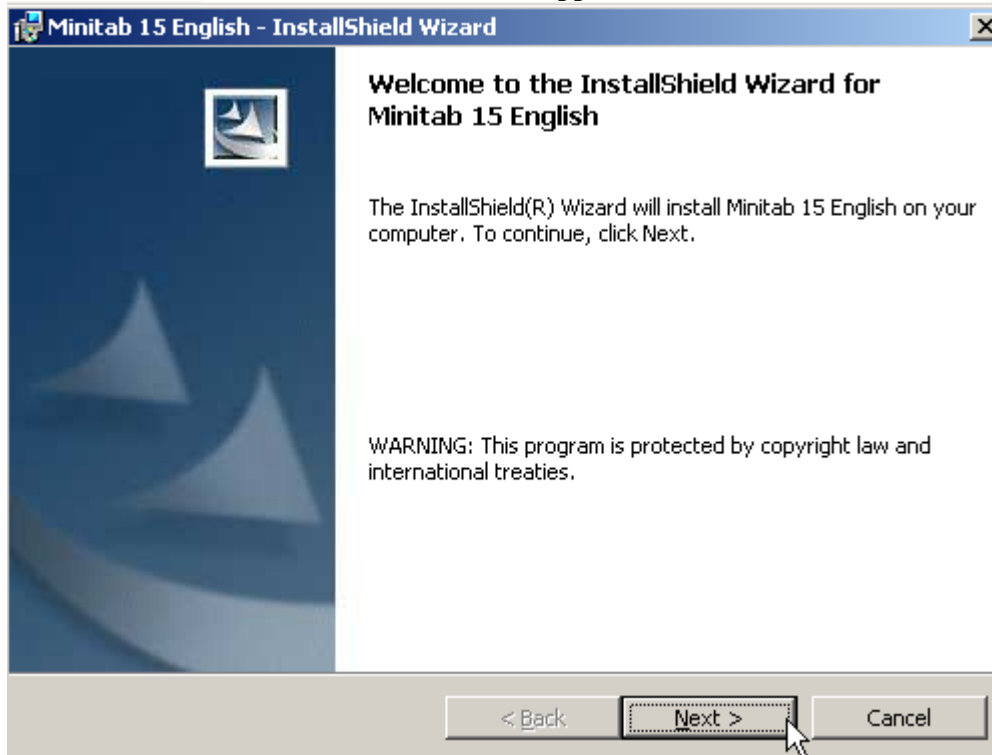 Minitab 15 English - InstallShield Wizard
Welcome to the InstallShield Wizard for
Minitab 15 English
The InstallShield(R) Wizard will install Minitab 15 English on your
computer. To continue, click Next.
WARNING: This program is protected by copyright law and
international treaties.
< Back
Next >
Cancel